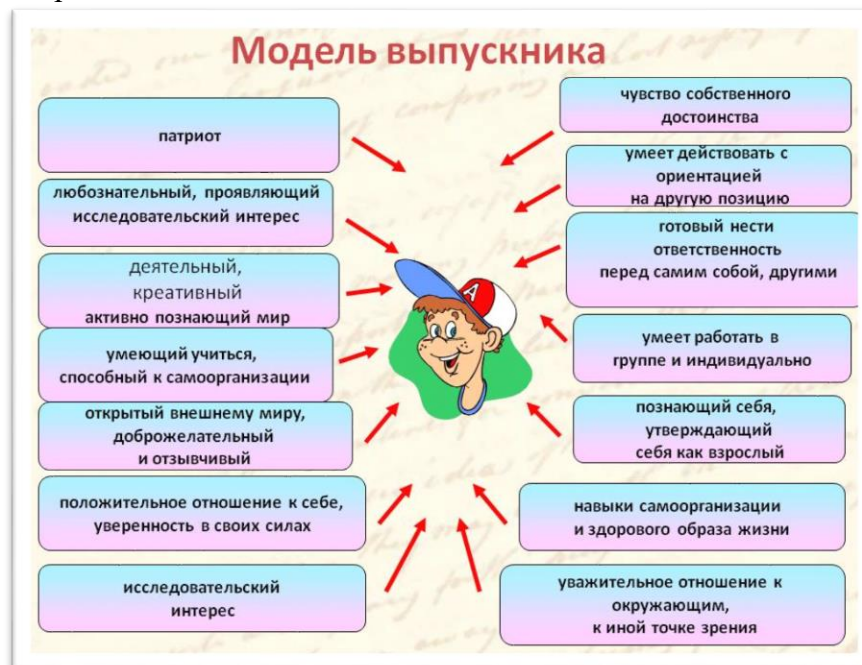 Модель выпускника
патриот
любознательный, проявляющий
исследовательский интерес
деятельный,
креативный
активно познающий мир
умеющий учиться,
способный к самоорганизации
открытый внешнему миру,
доброжелательный
и отзывчивый
положительное отношение к себе,
уверенность в своих силах
исследовательский
интерес
A
чувство собственного
достоинства
умеет действовать с
ориентацией
на другую позицию
готовый нести
ответственность
перед самим собой, другими
умеет работать в
группе и индивидуально
познающий себя,
утверждающий
себя как взрослый
навыки самоорганизации
и здорового образа жизни
уважительное отношение к
окружающим,
к иной точке зрения